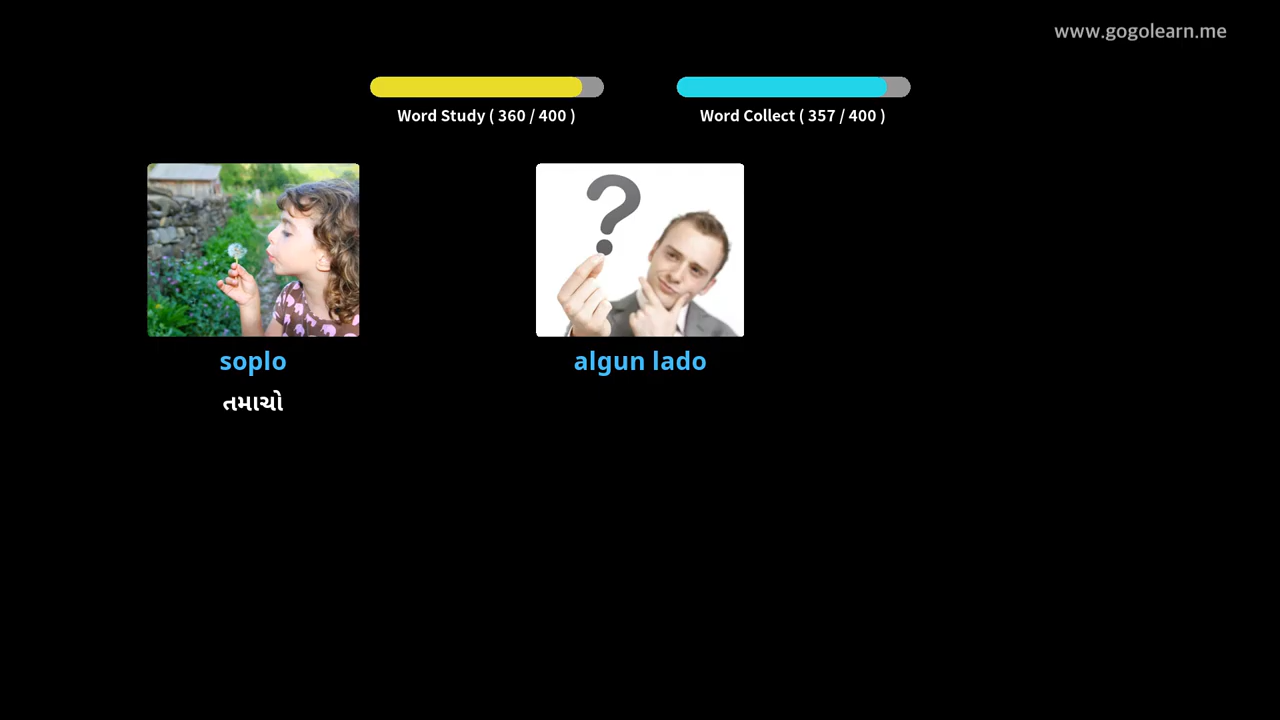 www.gogolearn.me
Word Study ( 360 / 400 )
Word Collect ( 357 / 400 )
soplo
algun lado
તમાચો